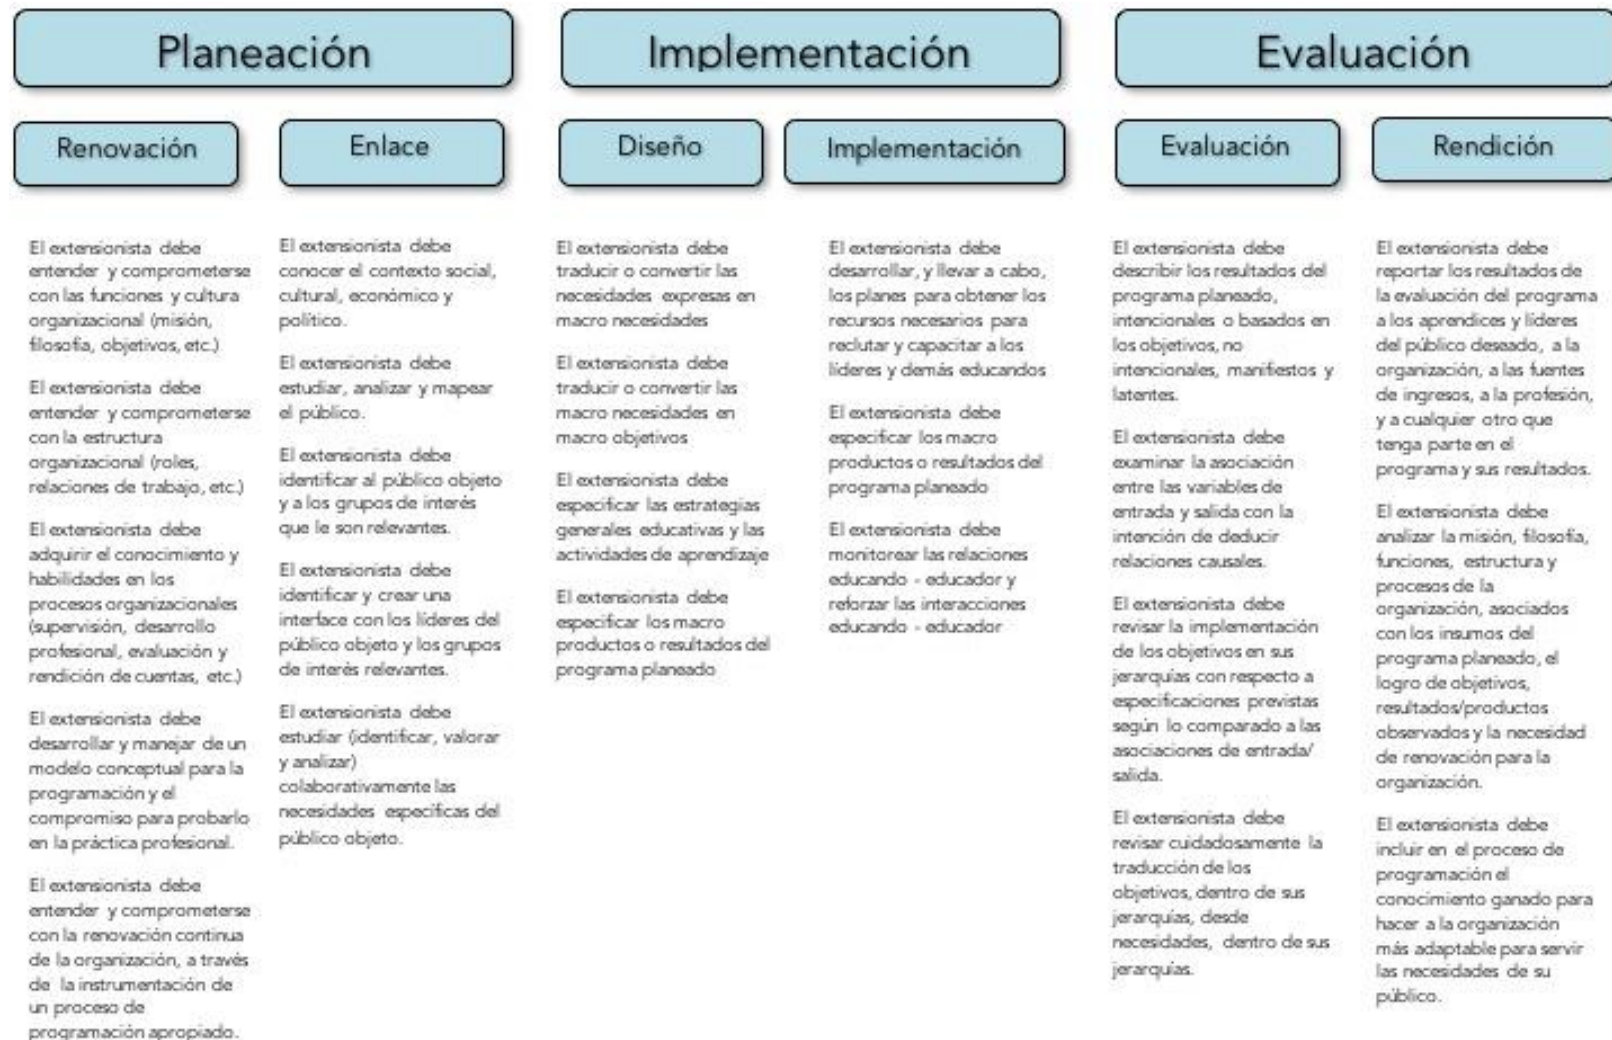 Planeación
Implementación
Evaluación
Renovación
Enlace
Diseño
Implementación
Evaluación
Rendición
El extensionista debe
entender y comprometerse
con las funciones y cultura
organizacional (misión,
filosofía, objetivos, etc.)
El extensionista debe
entender y comprometerse
con la estructura
organizacional (roles,
relaciones de trabajo, etc.)
El extensionista debe
adquirir el conocimiento y
habilidades en los
procesos organizacionales
(supervisión, desarrollo
profesional, evaluación y
rendición de cuentas, etc.)
El extensionista debe
desarrollar y manejar de un
modelo conceptual para la
programación y el
compromiso para probarlo
en la práctica profesional.
El extensionista debe
entender y comprometerse
con la renovación continua
de la organización, a través
de la instrumentación de
un proceso de
programación apropiado.
El extensionista debe
conocer el contexto social,
cultural, económico y
político.
El extensionista debe
estudiar, analizar y mapear
el público.
El extensionista debe
identificar al público objeto
y a los grupos de interés
que le son relevantes.
El extensionista debe
identificar y crear una
interface con los líderes del
público objeto y los grupos
de interés relevantes.
El extensionista debe
estudiar (identificar, valorar
y analizar)
colaborativamente las
necesidades específicas del
público objeto.
El extensionista debe
traducir o convertir las
necesidades expresas en
macro necesidades
El extensionista debe
traducir o convertir las
macro necesidades en
macro objetivos
El extensionista debe
especificar las estrategias
generales educativas y las
actividades de aprendizaje
El extensionista debe
especificar los macro
productos o resultados del
programa planeado
El extensionista debe
desarrollar, y llevar a cabo,
los planes para obtener los
recursos necesarios para
reclutar y capacitar a los
líderes y demás educandos
El extensionista debe
especificar los macro
productos o resultados del
programa planeado
El extensionista debe
monitorear las relaciones
educando - educador y
reforzar las interacciones
educando - educador
El extensionista debe
describir los resultados del
programa planeado,
intencionales o basados en
los objetivos, no
intencionales, manifiestos y
latentes.
El extensionista debe
examinar la asociación
entre las variables de
entrada y salida con la
intención de deducir
relaciones causales.
El extensionista debe
revisar la implementación
de los objetivos en sus
jerarquías con respecto a
especificaciones previstas
según lo comparado a las
asociaciones de entrada/
salida.
El extensionista debe
revisar cuidadosamente la
traducción de los
objetivos, dentro de sus
jerarquías, desde
necesidades, dentro de sus
jerarquías.
El extensionista debe
reportar los resultados de
la evaluación del programa
a los aprendices y líderes
del público deseado, a la
organización, a las fuentes
de ingresos, a la profesión,
y a cualquier otro que
tenga parte en el
programa y sus resultados.
El extensionista debe
analizar la misión, filosofía,
funciones, estructura y
procesos de la
organización, asociados
con los insumos del
programa planeado, el
logro de objetivos,
resultados/productos
observados y la necesidad
de renovación para la
organización.
El extensionista debe
incluir en el proceso de
programación el
conocimiento ganado para
hacer a la organización
más adaptable para servir
las necesidades de su
público.